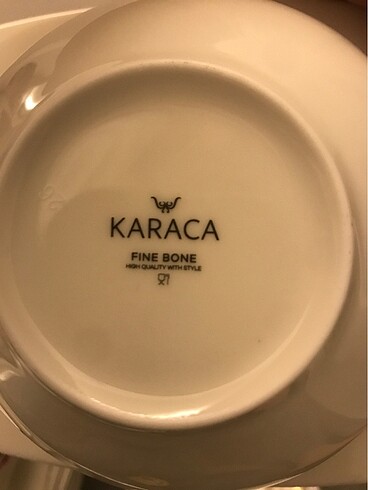 KARACA
FINE BONE
HIGH QUALITY WITH STYLE